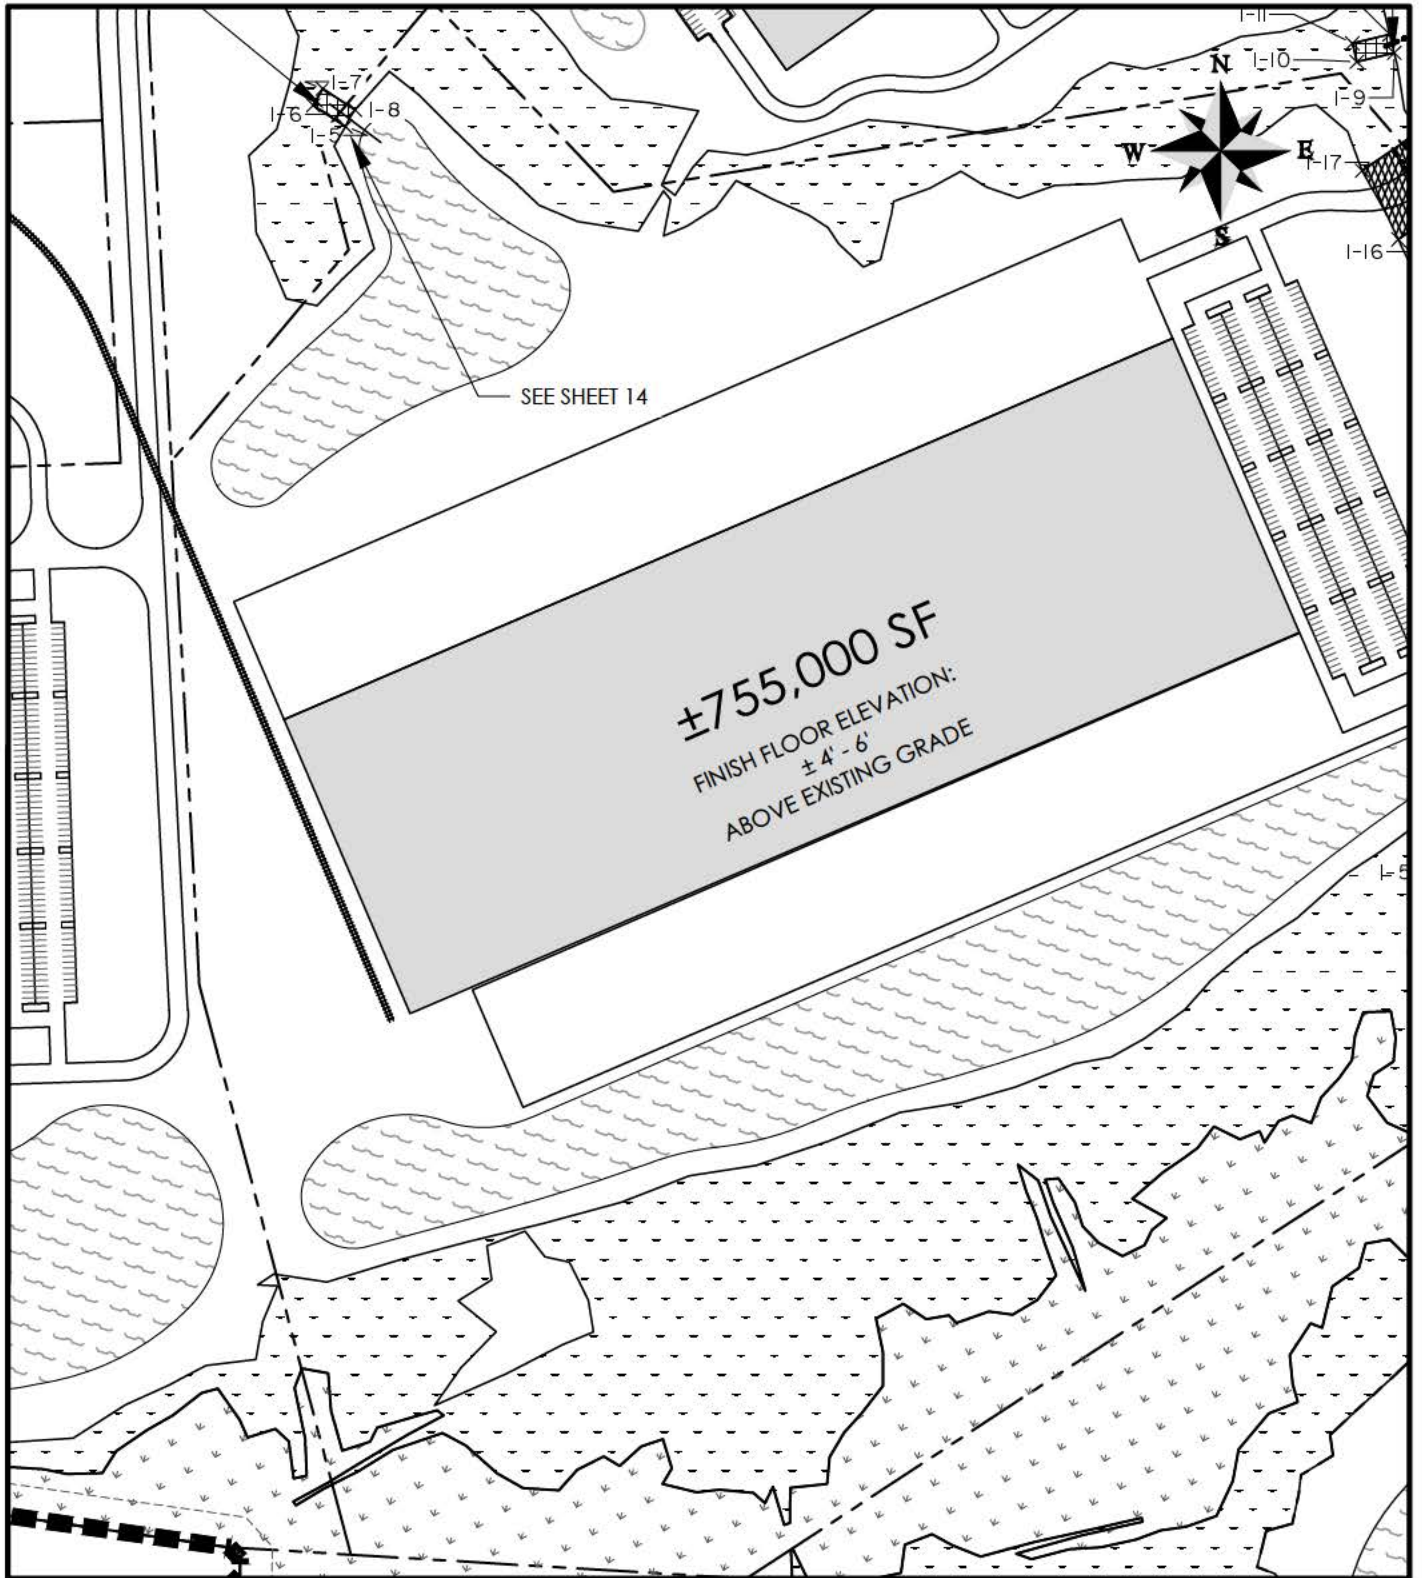 I-11
I-10
I-9
N
W
E
S
I-17
I-16
I-7
I-6
I-8
I-5
SEE SHEET 14
±755,000 SF
FINISH FLOOR ELEVATION:
± 4' - 6'
ABOVE EXISTING GRADE